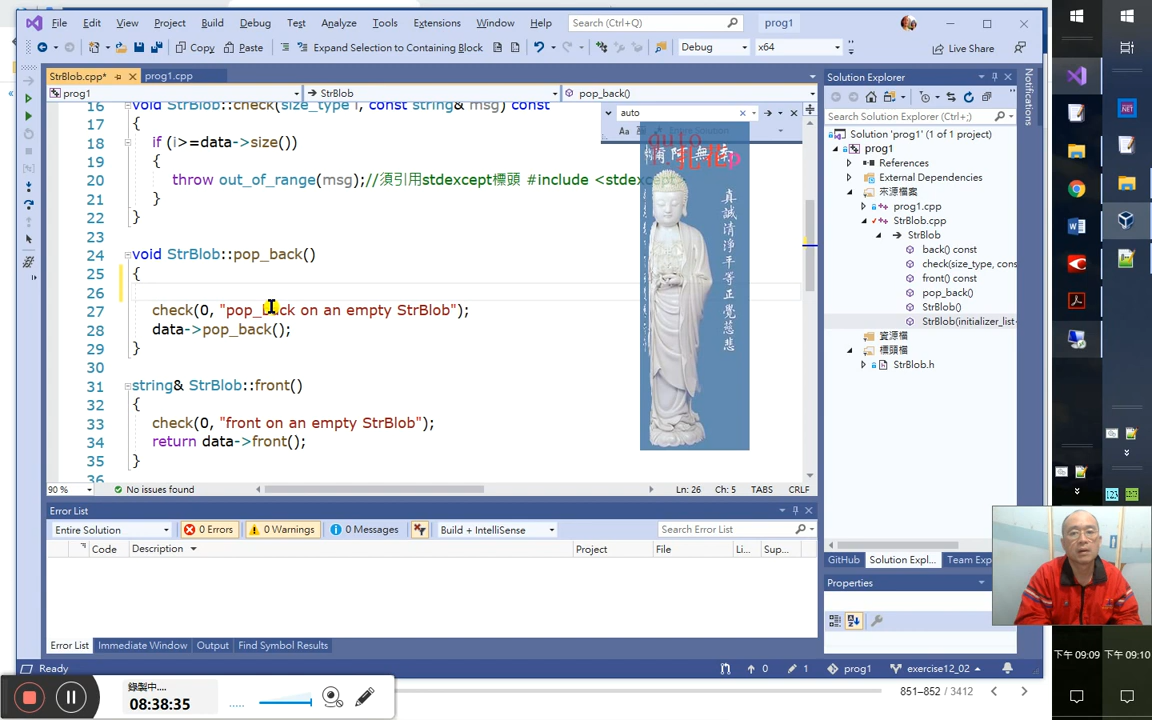 File Edit View Project Build Debug Test Analyze Tools Extensions Window Help Search (Ctrl+Q) prog1
Copy Paste Expand Selection to Containing Block Debug x64 Live Share
StrBlob.cpp* prog1.cpp
prog1 StrBlob pop_back()
16 void StrBlob::check(size_type i, const string& msg) const
17 {
18 if (i>=data->size())
19 {
20 throw out_of_range(msg);//須引用stdexcept標頭 #include <stdexcept>
21 }
22 }
23
24 void StrBlob::pop_back()
25 {
26
27 check(0, "pop_back on an empty StrBlob");
28 data->pop_back();
29 }
30
31 string& StrBlob::front()
32 {
33 check(0, "front on an empty StrBlob");
34 return data->front();
35 }
36
auto
Aa
auto
南無阿彌
真誠清淨平等正覺慈悲
90 % No issues found Ln: 26 Ch: 5 TABS CRLF
Error List
Entire Solution 0 Errors 0 Warnings 0 Messages Build + IntelliSense Search Error List
Code Description Project File Li... Sup...
Error List Immediate Window Output Find Symbol Results
Ready 0 1 prog1 exercise12_02
Solution Explorer
Search Solution Explorer (Ctrl+;)
Solution 'prog1' (1 of 1 project)
prog1
References
External Dependencies
來源檔案
prog1.cpp
StrBlob.cpp
StrBlob
back() const
check(size_type, cons
front() const
pop_back()
StrBlob()
StrBlob(initializer_list
資源檔
標頭檔
StrBlob.h
GitHub Solution Expl... Team Exp
Properties
Notifications
.NET
123 123
下午 09:09 下午 09:10
錄製中....
08:38:35
851–852 / 3412